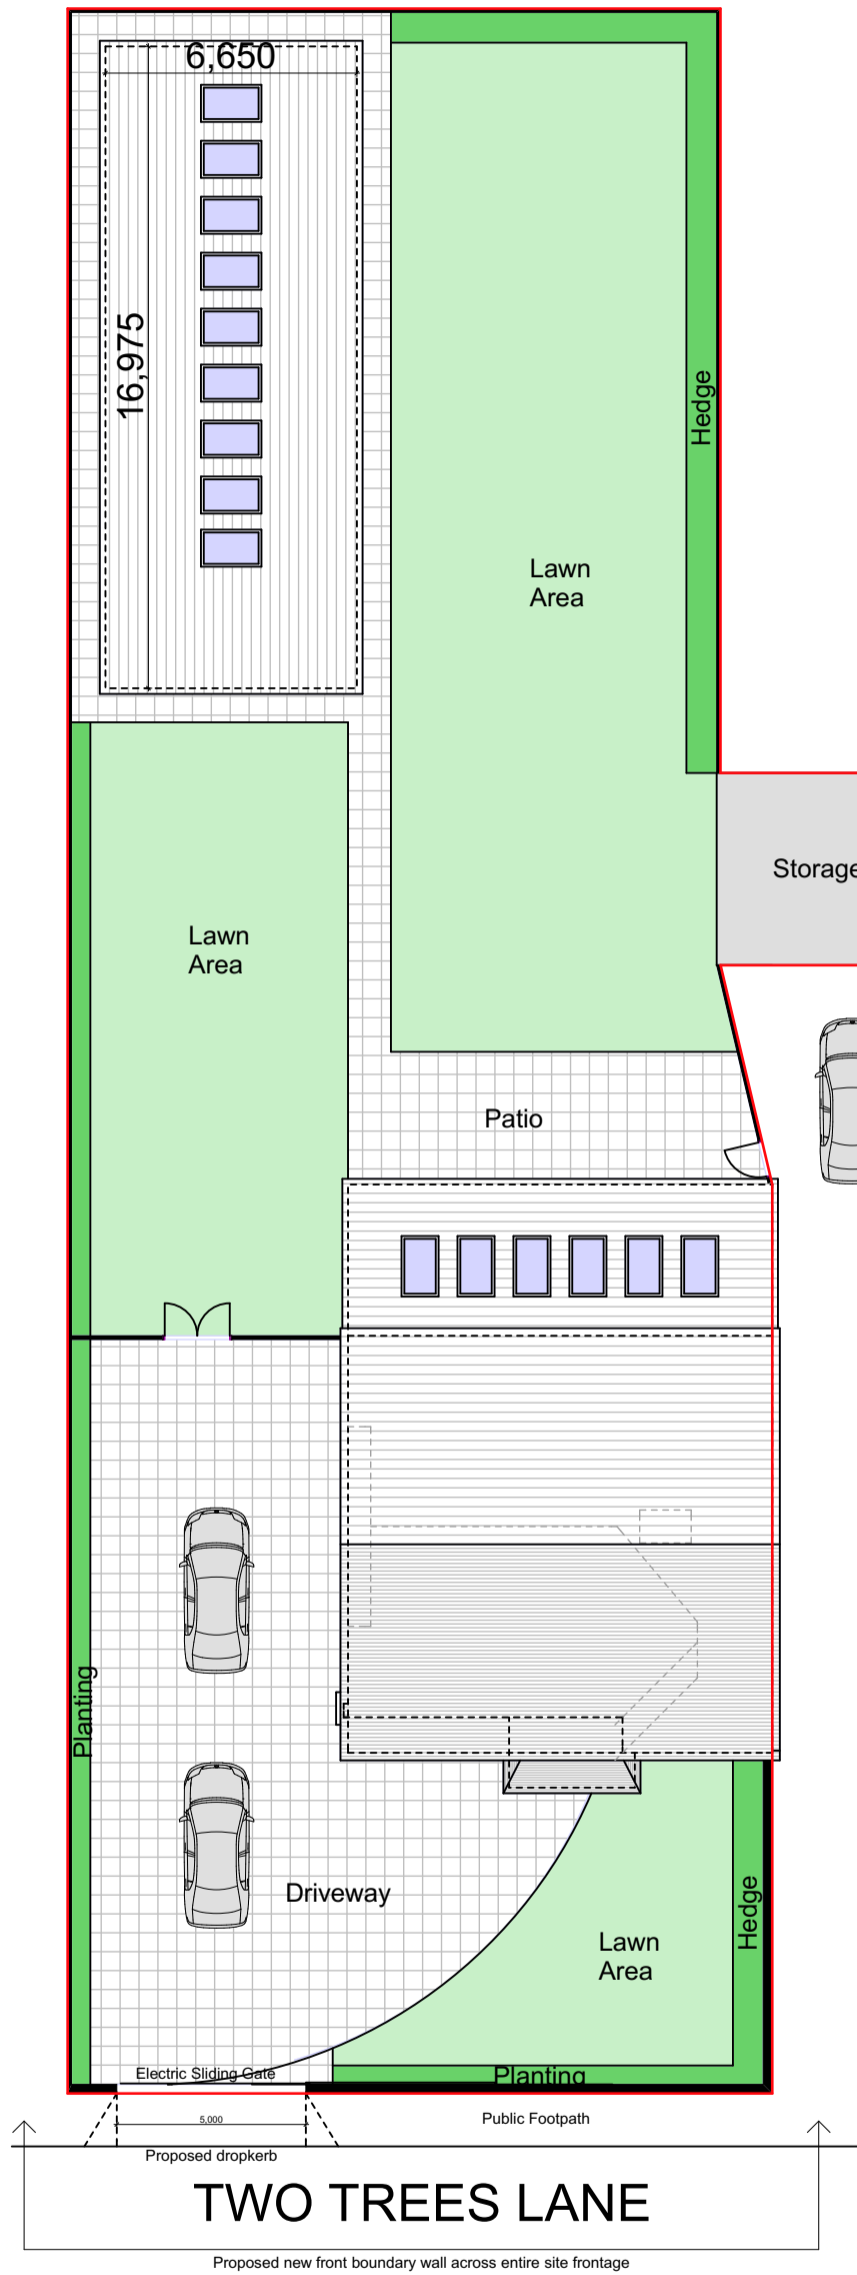 6,650
16,975
Hedge
Lawn
Area
Storage
Lawn
Area
Patio
Planting
Driveway
Hedge
Lawn
Area
Electric Sliding Gate
Planting
5,000
Public Footpath
Proposed dropkerb
TWO TREES LANE
Proposed new front boundary wall across entire site frontage